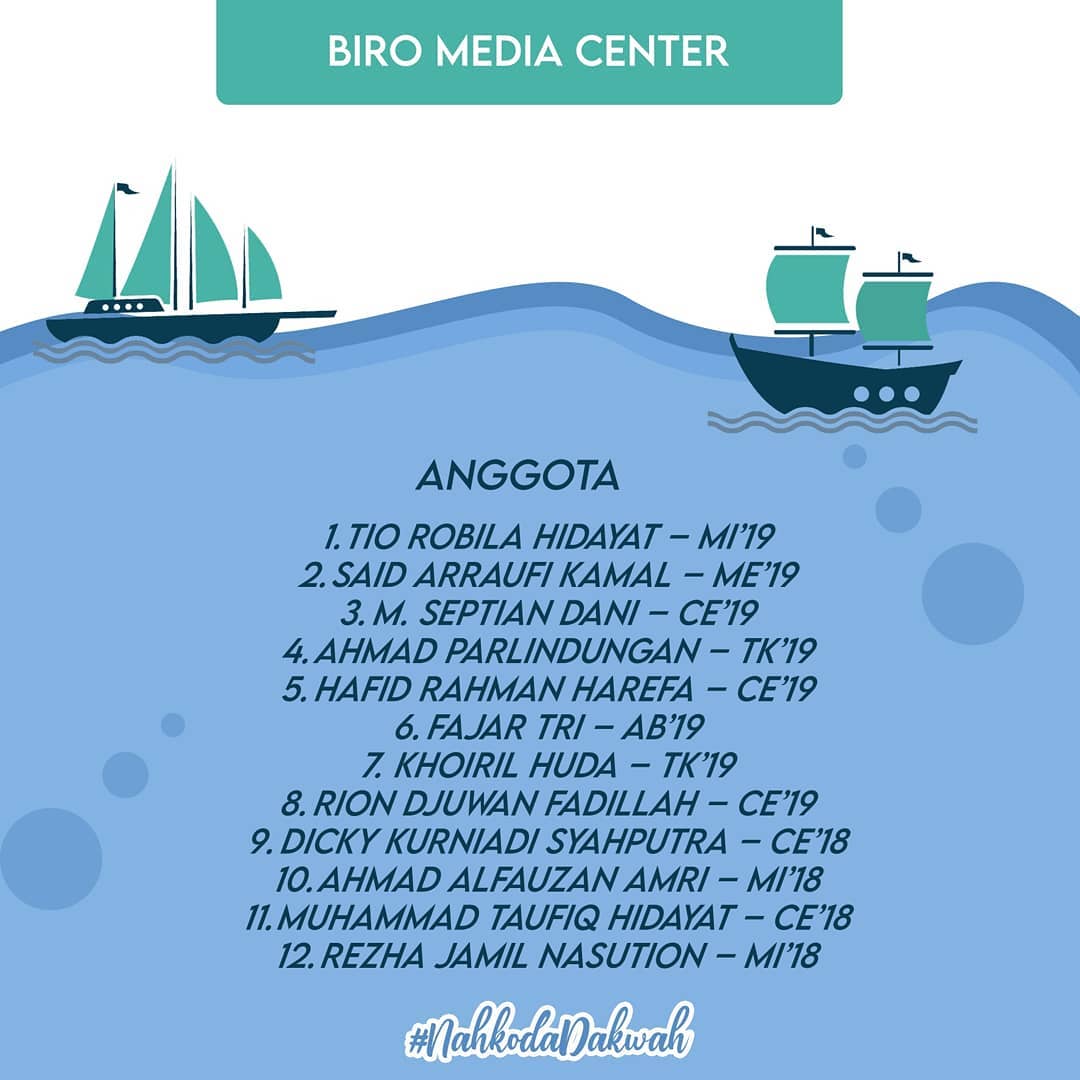 BIRO MEDIA CENTER
ANGGOTA
1. TIO ROBILA HIDAYAT – MI'19
2. SAID ARRAUFI KAMAL – ME'19
3. M. SEPTIAN DANI – CE'19
4. AHMAD PARLINDUNGAN – TK'19
5. HAFID RAHMAN HAREFA – CE'19
6. FAJAR TRI – AB'19
7. KHOIRIL HUDA – TK'19
8. RION DJUWAN FADILLAH – CE'19
9. DICKY KURNIADI SYAHPUTRA – CE'18
10. AHMAD ALFAUZAN AMRI – MI'18
11. MUHAMMAD TAUFIQ HIDAYAT – CE'18
12. REZHA JAMIL NASUTION – MI'18
#NahkodaDakwah